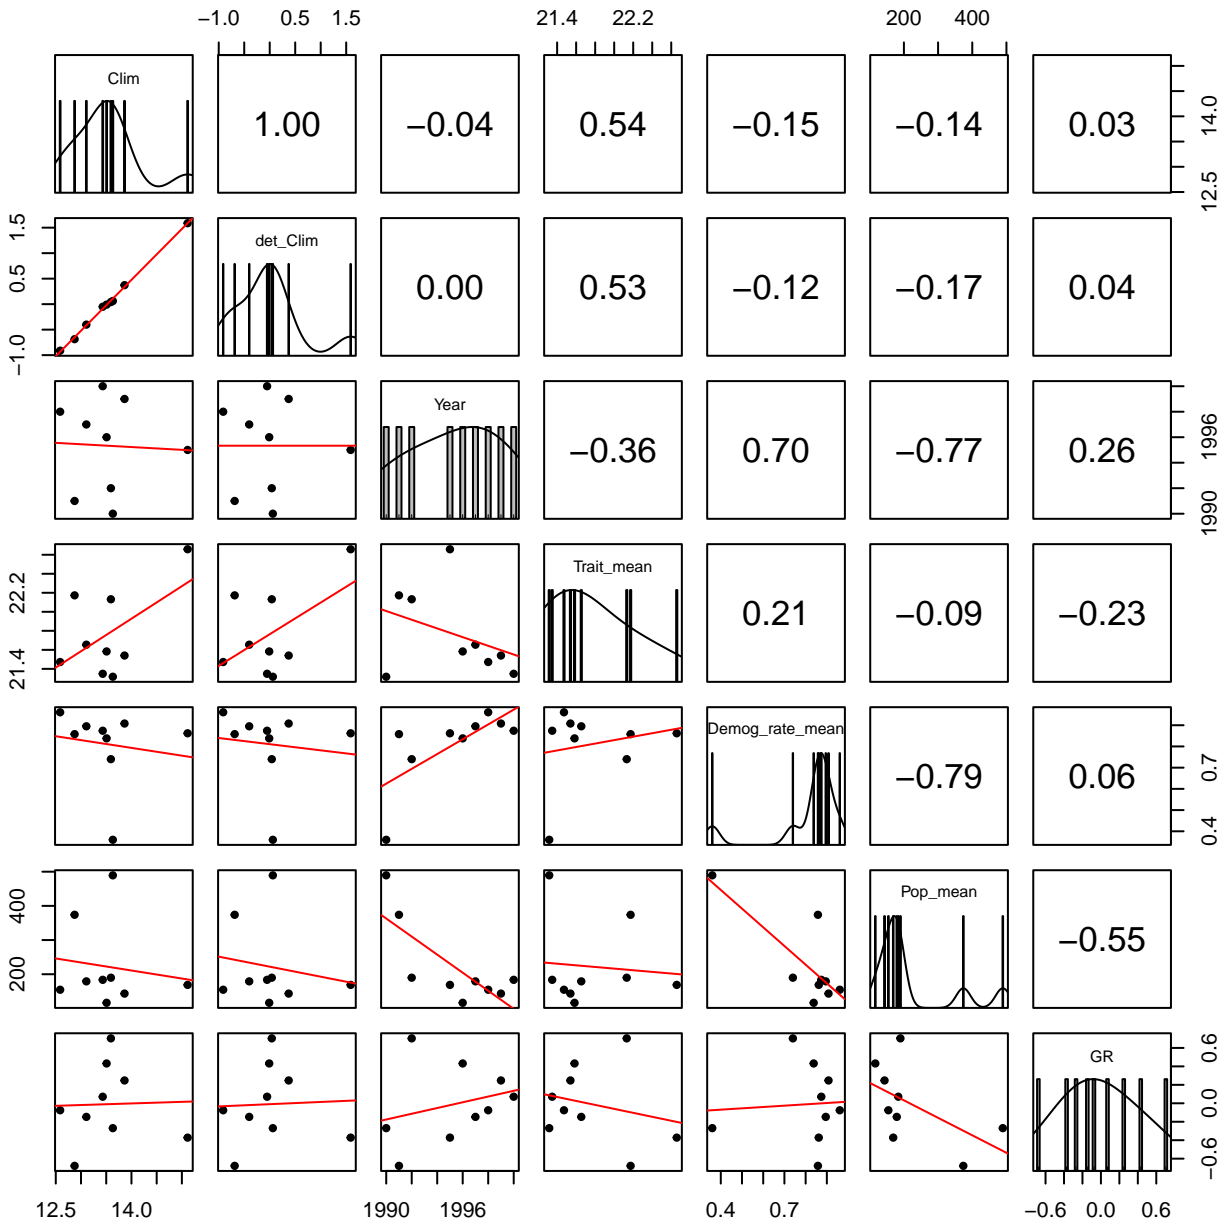 −1.0 0.5 1.5 21.4 22.2 200 400
Clim 1.00 −0.04 0.54 −0.15 −0.14 0.03 12.5 14.0
−1.0 0.5 1.5 det_Clim 0.00 0.53 −0.12 −0.17 0.04
Year −0.36 0.70 −0.77 0.26 1990 1996
21.4 22.2 Trait_mean 0.21 −0.09 −0.23
Demog_rate_mean −0.79 0.06 0.4 0.7
200 400 Pop_mean −0.55
GR −0.6 0.0 0.6
12.5 14.0 1990 1996 0.4 0.7 −0.6 0.0 0.6